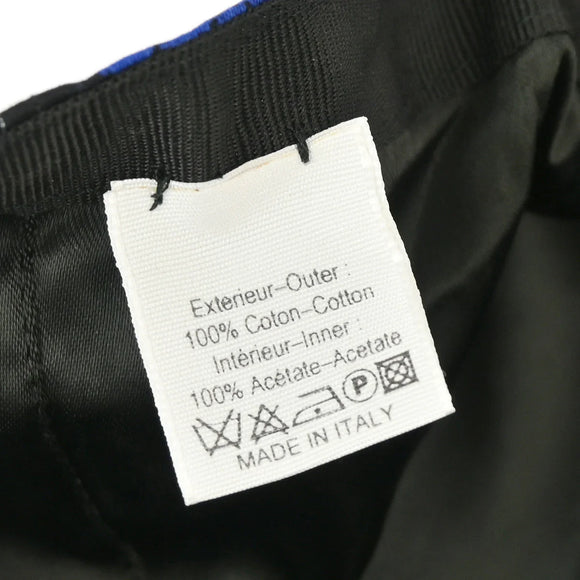 Extérieur–Outer :
100% Coton–Cotton
Intérieur–Inner :
100% Acétate–Acetate
P
MADE IN ITALY